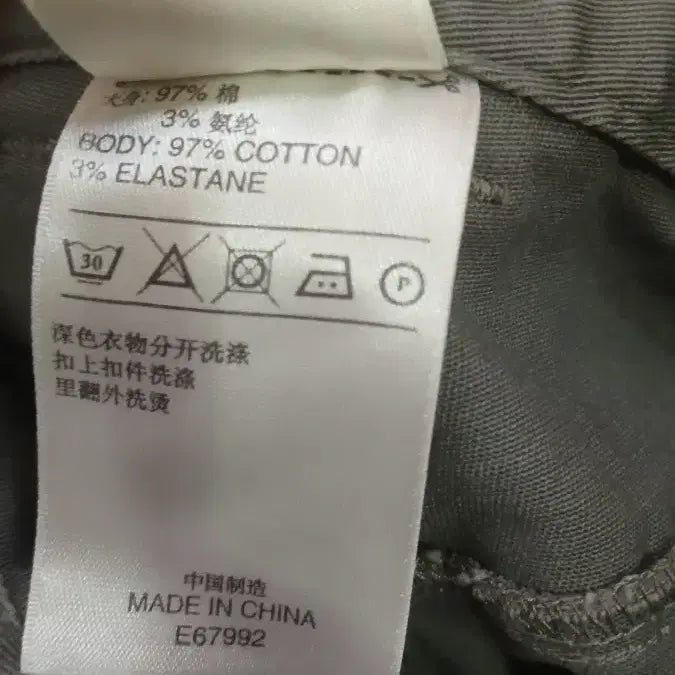 大身: 97% 棉
3% 氨纶
BODY: 97% COTTON
3% ELASTANE
30
P
深色衣物分开洗涤
扣上扣件洗涤
里翻外洗烫
中国制造
MADE IN CHINA
E67992